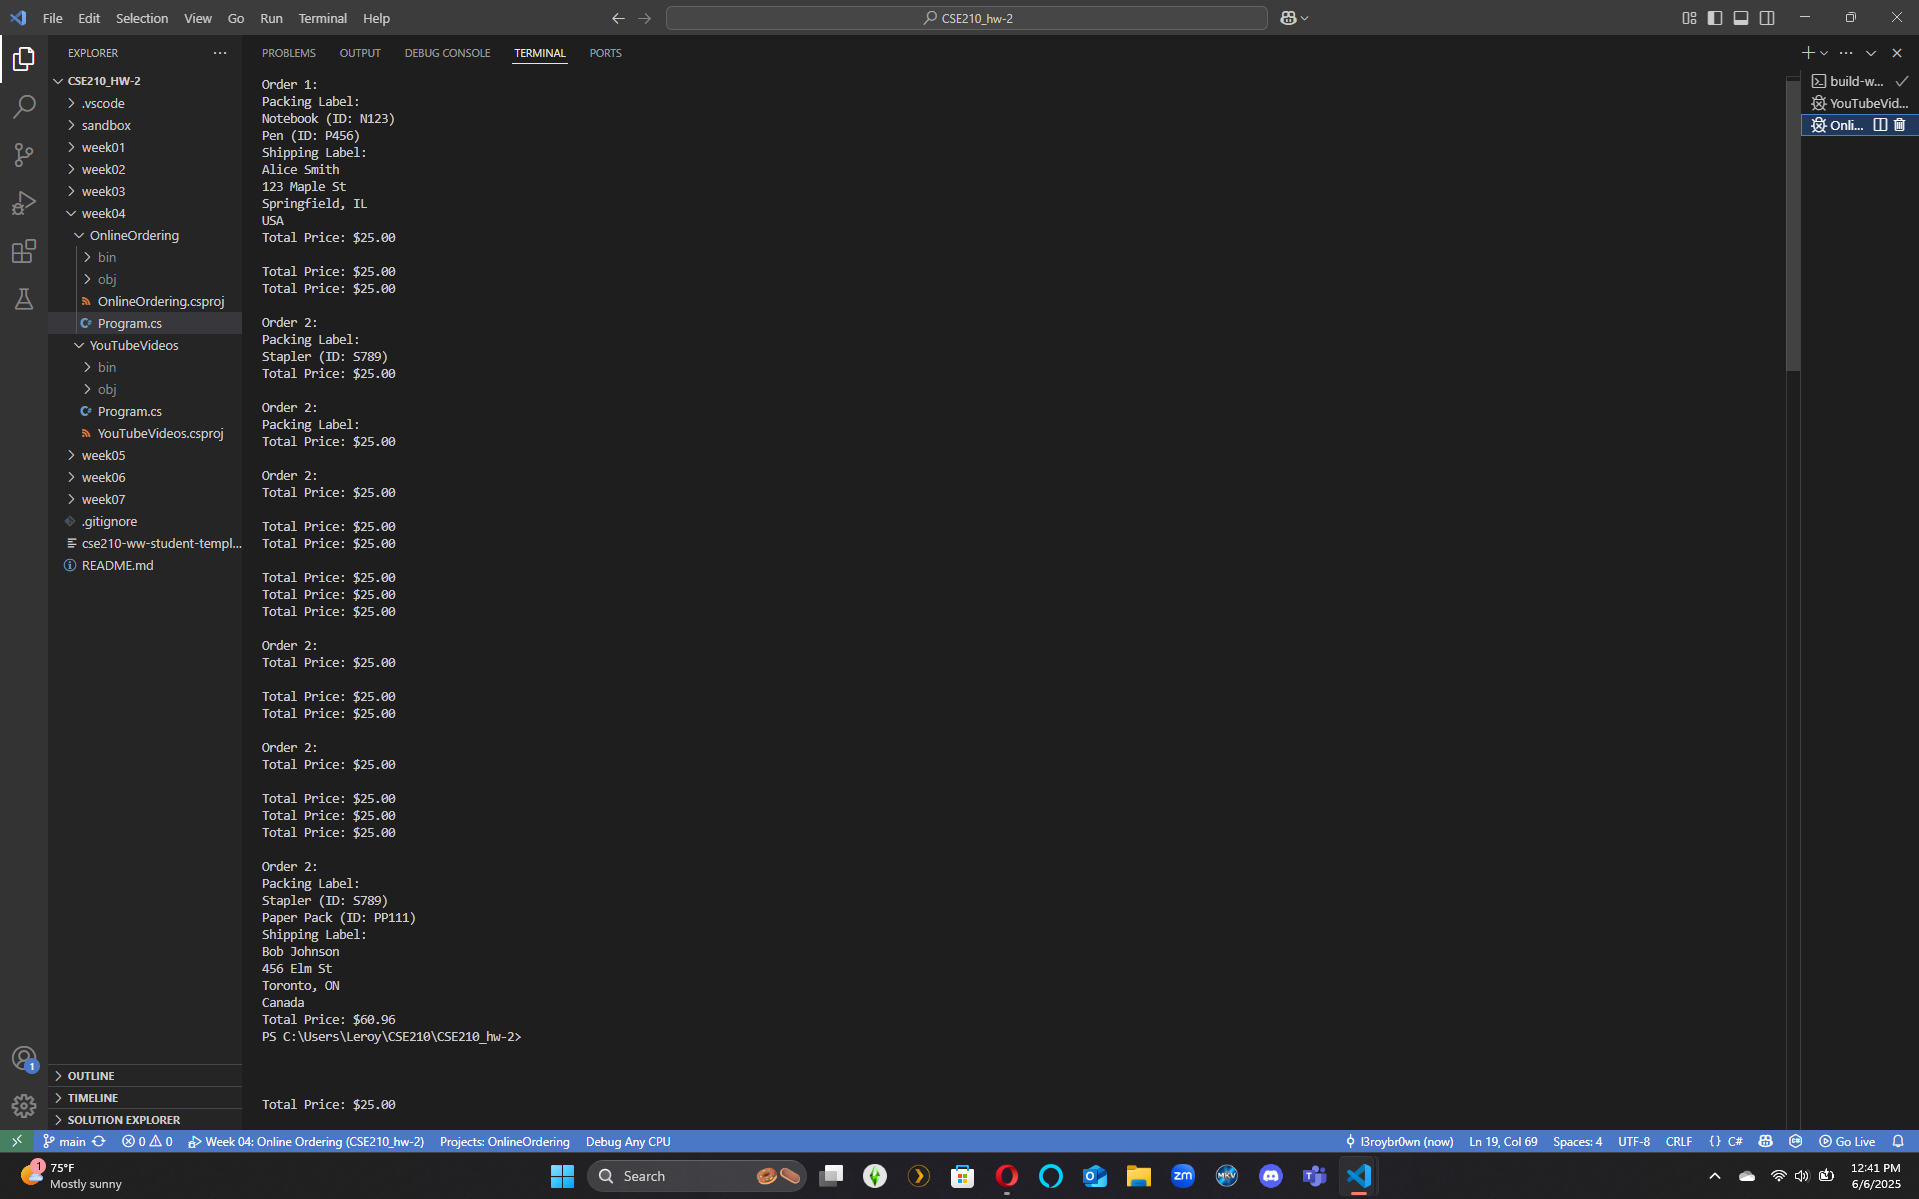 File Edit Selection View Go Run Terminal Help
CSE210_hw-2
EXPLORER
CSE210_HW-2
.vscode
sandbox
week01
week02
week03
week04
OnlineOrdering
bin
obj
OnlineOrdering.csproj
Program.cs
YouTubeVideos
bin
obj
Program.cs
YouTubeVideos.csproj
week05
week06
week07
.gitignore
cse210-ww-student-templ...
README.md
OUTLINE
TIMELINE
SOLUTION EXPLORER
PROBLEMS OUTPUT DEBUG CONSOLE TERMINAL PORTS
Order 1:
Packing Label:
Notebook (ID: N123)
Pen (ID: P456)
Shipping Label:
Alice Smith
123 Maple St
Springfield, IL
USA
Total Price: $25.00
Total Price: $25.00
Total Price: $25.00
Order 2:
Packing Label:
Stapler (ID: S789)
Total Price: $25.00
Order 2:
Packing Label:
Total Price: $25.00
Order 2:
Total Price: $25.00
Total Price: $25.00
Total Price: $25.00
Total Price: $25.00
Total Price: $25.00
Total Price: $25.00
Order 2:
Total Price: $25.00
Total Price: $25.00
Total Price: $25.00
Order 2:
Total Price: $25.00
Total Price: $25.00
Total Price: $25.00
Total Price: $25.00
Order 2:
Packing Label:
Stapler (ID: S789)
Paper Pack (ID: PP111)
Shipping Label:
Bob Johnson
456 Elm St
Toronto, ON
Canada
Total Price: $60.96
PS C:\Users\Leroy\CSE210\CSE210_hw-2>
Total Price: $25.00
build-w...
YouTubeVid...
Onli...
1
main 0 0 Week 04: Online Ordering (CSE210_hw-2) Projects: OnlineOrdering Debug Any CPU
l3roybr0wn (now) Ln 19, Col 69 Spaces: 4 UTF-8 CRLF {} C# Go Live
1
75°F
Mostly sunny
Search
zm
MKV
12:41 PM
6/6/2025